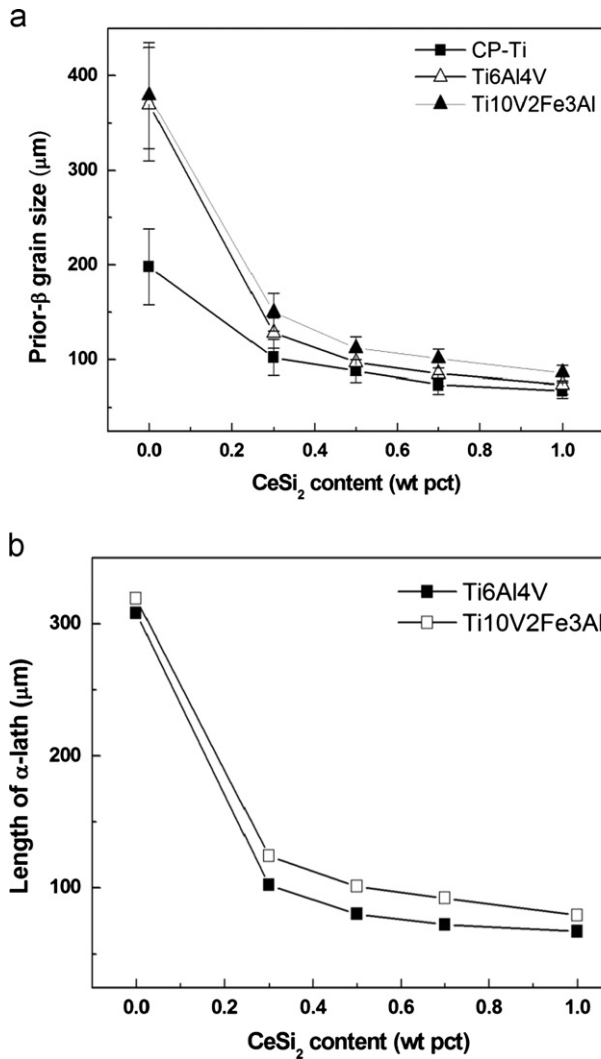 a
CP-Ti
Ti6Al4V
Ti10V2Fe3Al
400
300
200
100
Prior-β grain size (μm)
0.0 0.2 0.4 0.6 0.8 1.0
CeSi₂ content (wt pct)
b
Ti6Al4V
Ti10V2Fe3Al
300
200
100
Length of α-lath (μm)
0.0 0.2 0.4 0.6 0.8 1.0
CeSi₂ content (wt pct)